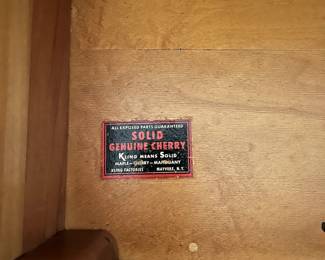 ALL EXPOSED PARTS GUARANTEED
SOLID
GENUINE CHERRY
KLING MEANS SOLID
MAPLE - CHERRY - MAHOGANY
KLING FACTORIES MAYVILLE, N.Y.